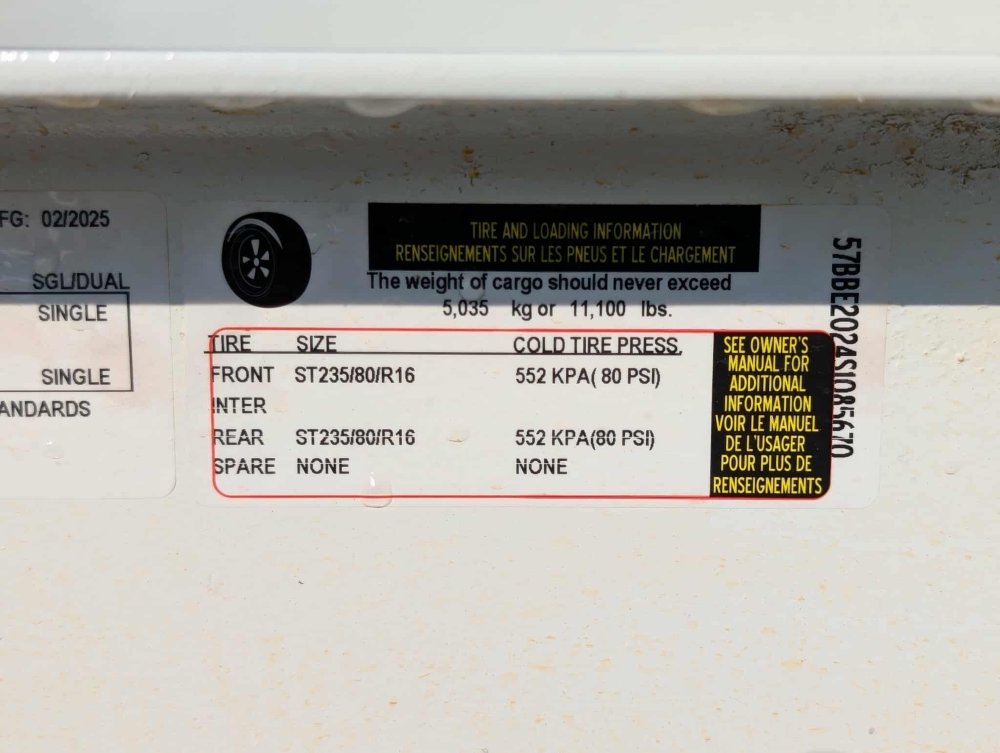 FG: 02/2025
SGL/DUAL
SINGLE
SINGLE
ANDARDS
TIRE AND LOADING INFORMATION
RENSEIGNEMENTS SUR LES PNEUS ET LE CHARGEMENT
The weight of cargo should never exceed
5,035 kg or 11,100 lbs.
TIRE SIZE COLD TIRE PRESS.
FRONT ST235/80/R16 552 KPA( 80 PSI)
INTER
REAR ST235/80/R16 552 KPA(80 PSI)
SPARE NONE NONE
SEE OWNER'S
MANUAL FOR
ADDITIONAL
INFORMATION
VOIR LE MANUEL
DE L'USAGER
POUR PLUS DE
RENSEIGNEMENTS
57BBE2024S1085670